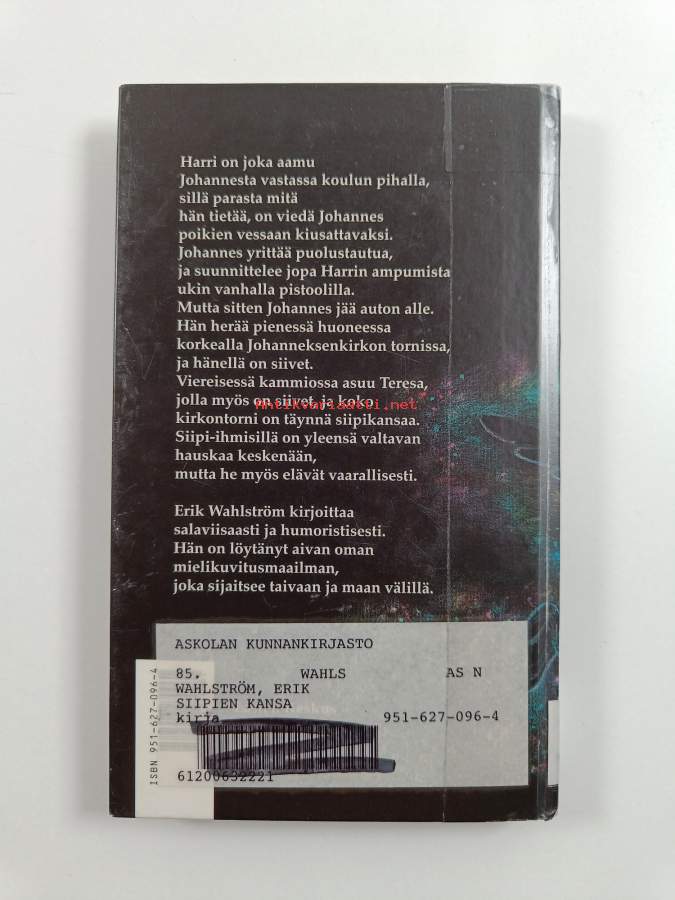 Harri on joka aamu
Johannesta vastassa koulun pihalla,
sillä parasta mitä
hän tietää, on viedä Johannes
poikien vessaan kiusattavaksi.
Johannes yrittää puolustautua,
ja suunnittelee jopa Harrin ampumista
ukin vanhalla pistoolilla.
Mutta sitten Johannes jää auton alle.
Hän herää pienessä huoneessa
korkealla Johanneksenkirkon tornissa,
ja hänellä on siivet.
Viereisessä kammiossa asuu Teresa,
jolla myös on siivet, ja koko
Antikvariaatti.net
kirkontorni on täynnä siipikansaa.
Siipi-ihmisillä on yleensä valtavan
hauskaa keskenään,
mutta he myös elävät vaarallisesti.
Erik Wahlström kirjoittaa
salaviisaasti ja humoristisesti.
Hän on löytänyt aivan oman
mielikuvitusmaailman,
joka sijaitsee taivaan ja maan välillä.
ASKOLAN KUNNANKIRJASTO
85. WAHLS AS N
WAHLSTRÖM, ERIK
SIIPIEN KANSA
kirja 951-627-096-4
61200632221
ISBN 951-627-096-4